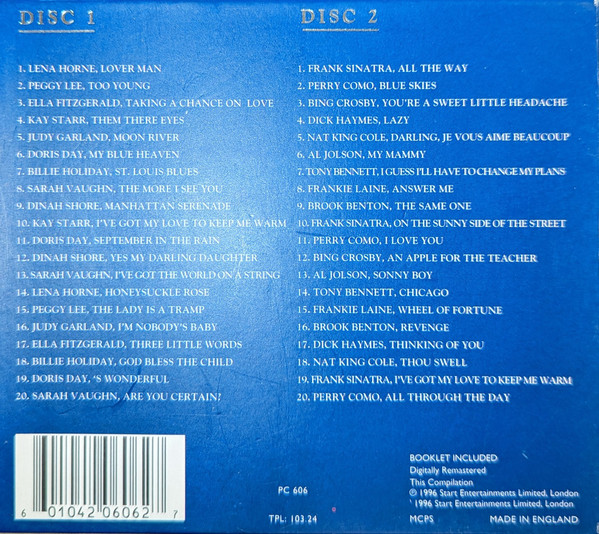 DISC 1
1. LENA HORNE, LOVER MAN
2. PEGGY LEE, TOO YOUNG
3. ELLA FITZGERALD, TAKING A CHANCE ON LOVE
4. KAY STARR, THEM THERE EYES
5. JUDY GARLAND, MOON RIVER
6. DORIS DAY, MY BLUE HEAVEN
7. BILLIE HOLIDAY, ST. LOUIS BLUES
8. SARAH VAUGHN, THE MORE I SEE YOU
9. DINAH SHORE, MANHATTAN SERENADE
10. KAY STARR, I'VE GOT MY LOVE TO KEEP ME WARM
11. DORIS DAY, SEPTEMBER IN THE RAIN
12. DINAH SHORE, YES MY DARLING DAUGHTER
13. SARAH VAUGHN, I'VE GOT THE WORLD ON A STRING
14. LENA HORNE, HONEYSUCKLE ROSE
15. PEGGY LEE, THE LADY IS A TRAMP
16. JUDY GARLAND, I'M NOBODY'S BABY
17. ELLA FITZGERALD, THREE LITTLE WORDS
18. BILLIE HOLIDAY, GOD BLESS THE CHILD
19. DORIS DAY, 'S WONDERFUL
20. SARAH VAUGHN, ARE YOU CERTAIN?
DISC 2
1. FRANK SINATRA, ALL THE WAY
2. PERRY COMO, BLUE SKIES
3. BING CROSBY, YOU'RE A SWEET LITTLE HEADACHE
4. DICK HAYMES, LAZY
5. NAT KING COLE, DARLING, JE VOUS AIME BEAUCOUP
6. AL JOLSON, MY MAMMY
7. TONY BENNETT, I GUESS I'LL HAVE TO CHANGE MY PLANS
8. FRANKIE LAINE, ANSWER ME
9. BROOK BENTON, THE SAME ONE
10. FRANK SINATRA, ON THE SUNNY SIDE OF THE STREET
11. PERRY COMO, I LOVE YOU
12. BING CROSBY, AN APPLE FOR THE TEACHER
13. AL JOLSON, SONNY BOY
14. TONY BENNETT, CHICAGO
15. FRANKIE LAINE, WHEEL OF FORTUNE
16. BROOK BENTON, REVENGE
17. DICK HAYMES, THINKING OF YOU
18. NAT KING COLE, THOU SWELL
19. FRANK SINATRA, I'VE GOT MY LOVE TO KEEP ME WARM
20. PERRY COMO, ALL THROUGH THE DAY
6 01042 06062 7
PC 606
TPL: 103.24
BOOKLET INCLUDED
Digitally Remastered
This Compilation
℗ 1996 Start Entertainments Limited, London
' 1996 Start Entertainments Limited, London
MCPS MADE IN ENGLAND